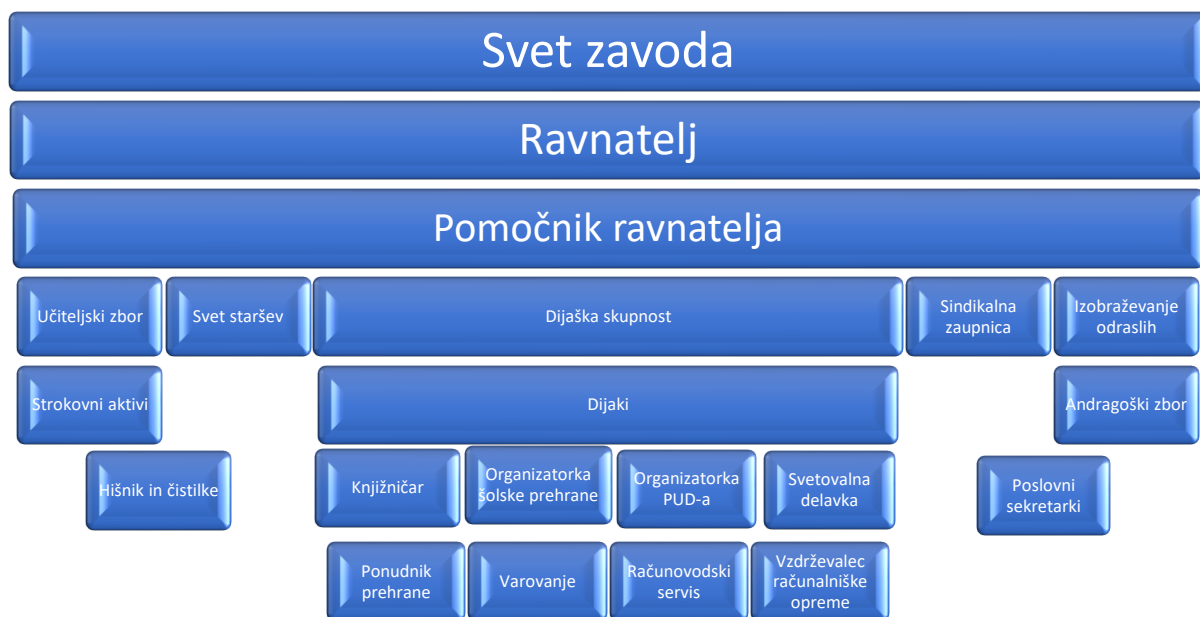 Svet zavoda
Ravnatelj
Pomočnik ravnatelja
Učiteljski zbor
Svet staršev
Dijaška skupnost
Sindikalna
zaupnica
Izobraževanje
odraslih
Strokovni aktivi
Dijaki
Andragoški zbor
Hišnik in čistilke
Knjižničar
Organizatorka
šolske prehrane
Organizatorka
PUD-a
Svetovalna
delavka
Poslovni
sekretarki
Ponudnik
prehrane
Varovanje
Računovodski
servis
Vzdrževalec
računalniške
opreme